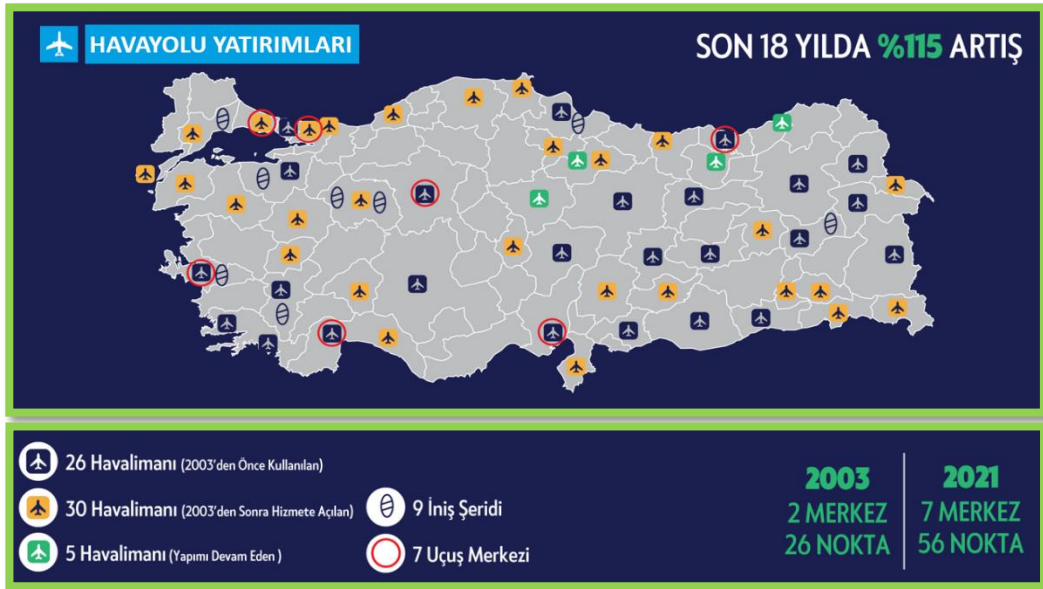 HAVAYOLU YATIRIMLARI
SON 18 YILDA %115 ARTIŞ
26 Havalimanı (2003'den Önce Kullanılan)
30 Havalimanı (2003'den Sonra Hizmete Açılan)
5 Havalimanı (Yapımı Devam Eden )
9 İniş Şeridi
7 Uçuş Merkezi
2003
2 MERKEZ
26 NOKTA
2021
7 MERKEZ
56 NOKTA